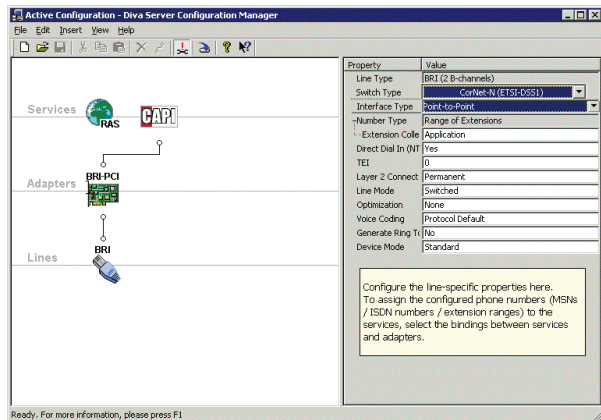 Active Configuration - Diva Server Configuration Manager
File Edit Insert View Help
Property Value
Line Type BRI (2 B-channels)
Switch Type CorNet-N (ETSI-DSS1)
Interface Type Point-to-Point
Number Type Range of Extensions
Extension Colle Application
Direct Dial In (NT Yes
TEI 0
Layer 2 Connect Permanent
Line Mode Switched
Optimization None
Voice Coding Protocol Default
Generate Ring To No
Device Mode Standard
Services
RAS
CAPI
Adapters
BRI-PCI
Lines
BRI
Configure the line-specific properties here.
To assign the configured phone numbers (MSNs
/ ISDN numbers / extension ranges) to the
services, select the bindings between services
and adapters.
Ready. For more information, please press F1